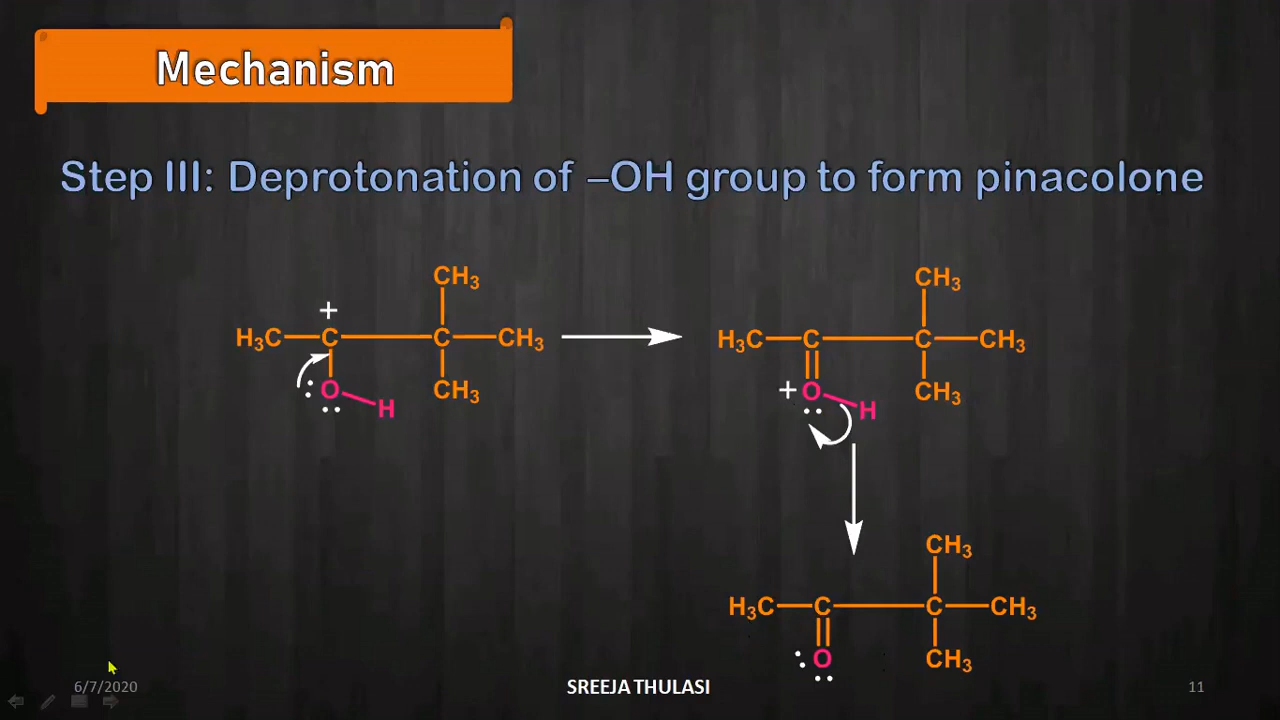 Mechanism
Step III: Deprotonation of –OH group to form pinacolone
CH₃ CH₃
+
H₃C C C CH₃ H₃C C C CH₃
:O CH₃ +O CH₃
H H
CH₃
H₃C C C CH₃
:O CH₃
6/7/2020 SREEJA THULASI 11